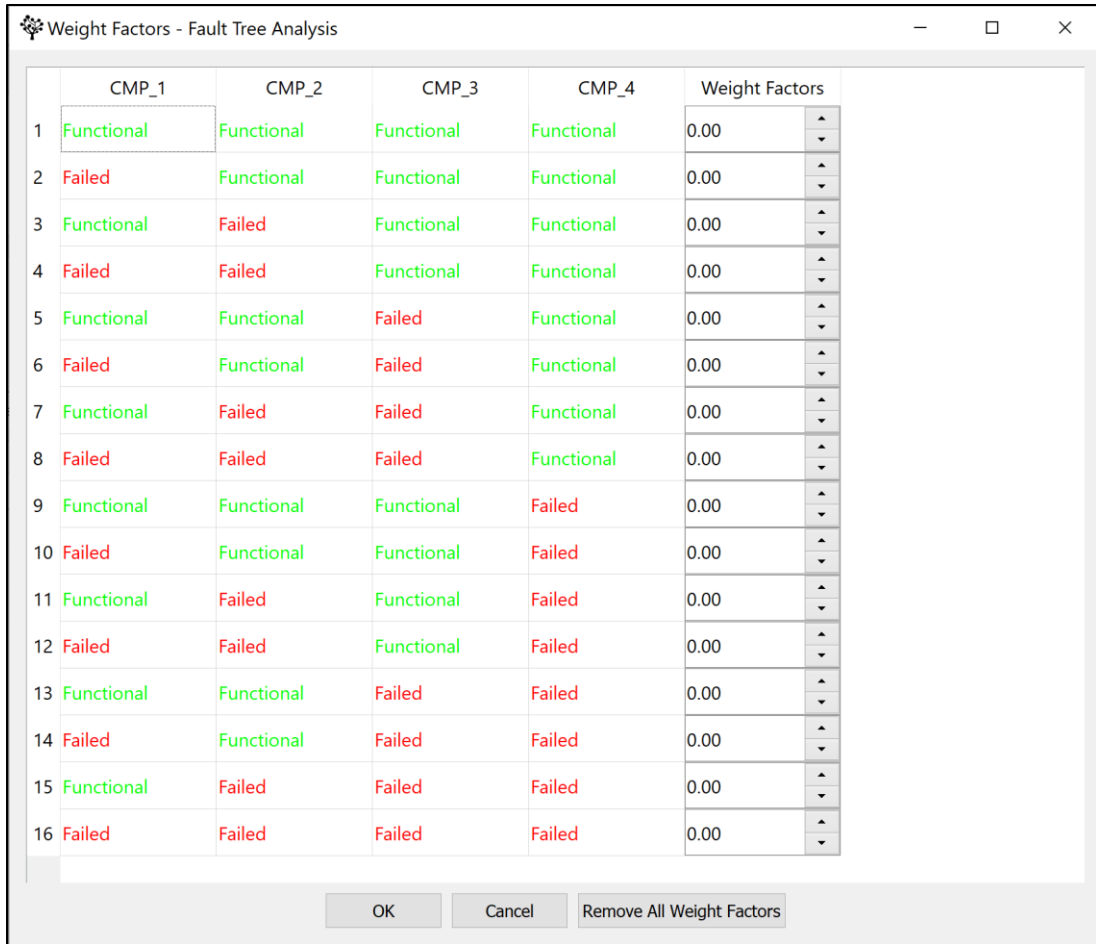 Weight Factors - Fault Tree Analysis
CMP_1 CMP_2 CMP_3 CMP_4 Weight Factors
1 Functional Functional Functional Functional 0.00
2 Failed Functional Functional Functional 0.00
3 Functional Failed Functional Functional 0.00
4 Failed Failed Functional Functional 0.00
5 Functional Functional Failed Functional 0.00
6 Failed Functional Failed Functional 0.00
7 Functional Failed Failed Functional 0.00
8 Failed Failed Failed Functional 0.00
9 Functional Functional Functional Failed 0.00
10 Failed Functional Functional Failed 0.00
11 Functional Failed Functional Failed 0.00
12 Failed Failed Functional Failed 0.00
13 Functional Functional Failed Failed 0.00
14 Failed Functional Failed Failed 0.00
15 Functional Failed Failed Failed 0.00
16 Failed Failed Failed Failed 0.00
OK Cancel Remove All Weight Factors